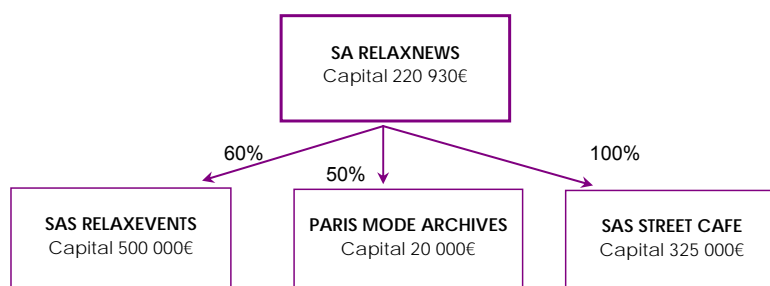 SA RELAXNEWS
Capital 220 930€
60%
50%
100%
SAS RELAXEVENTS
Capital 500 000€
PARIS MODE ARCHIVES
Capital 20 000€
SAS STREET CAFE
Capital 325 000€